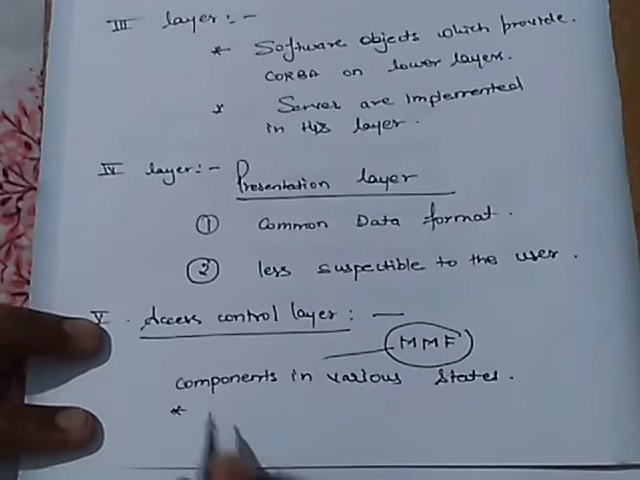 III layer:-
* Software objects which provide.
CORBA on lower layers.
* Server are implemented
in this layer.
IV layer:- Presentation layer
① Common Data format.
② less suspectible to the user.
V. Access control layer: —
MMF
components in various states.
*